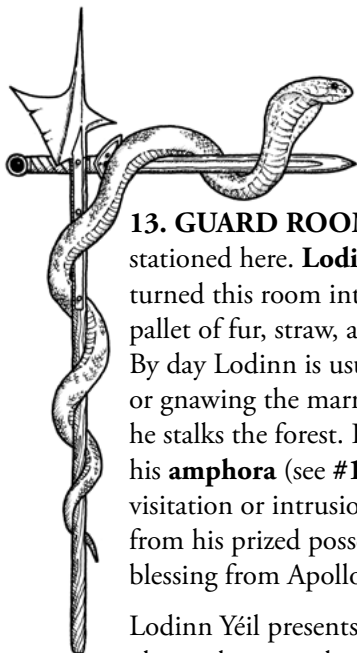 13. GUARD ROOM
stationed here. Lodi
turned this room int
pallet of fur, straw, a
By day Lodinn is usu
or gnawing the marr
he stalks the forest.
his amphora (see #1
visitation or intrusio
from his prized poss
blessing from Apollo
Lodinn Yéil presents